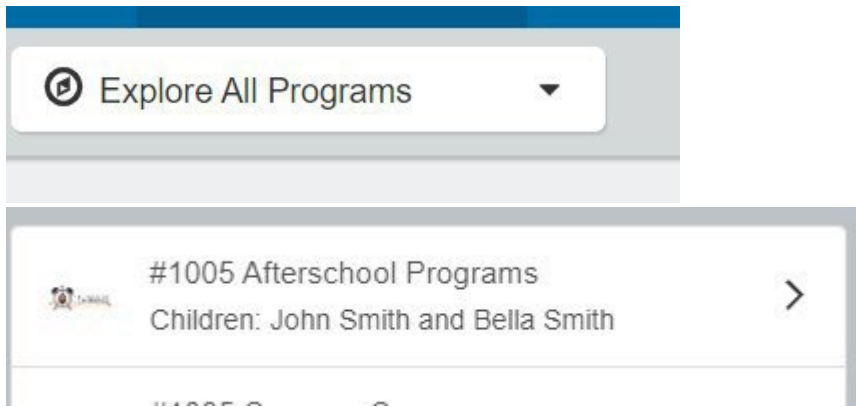 Explore All Programs
#1005 Afterschool Programs
Children: John Smith and Bella Smith